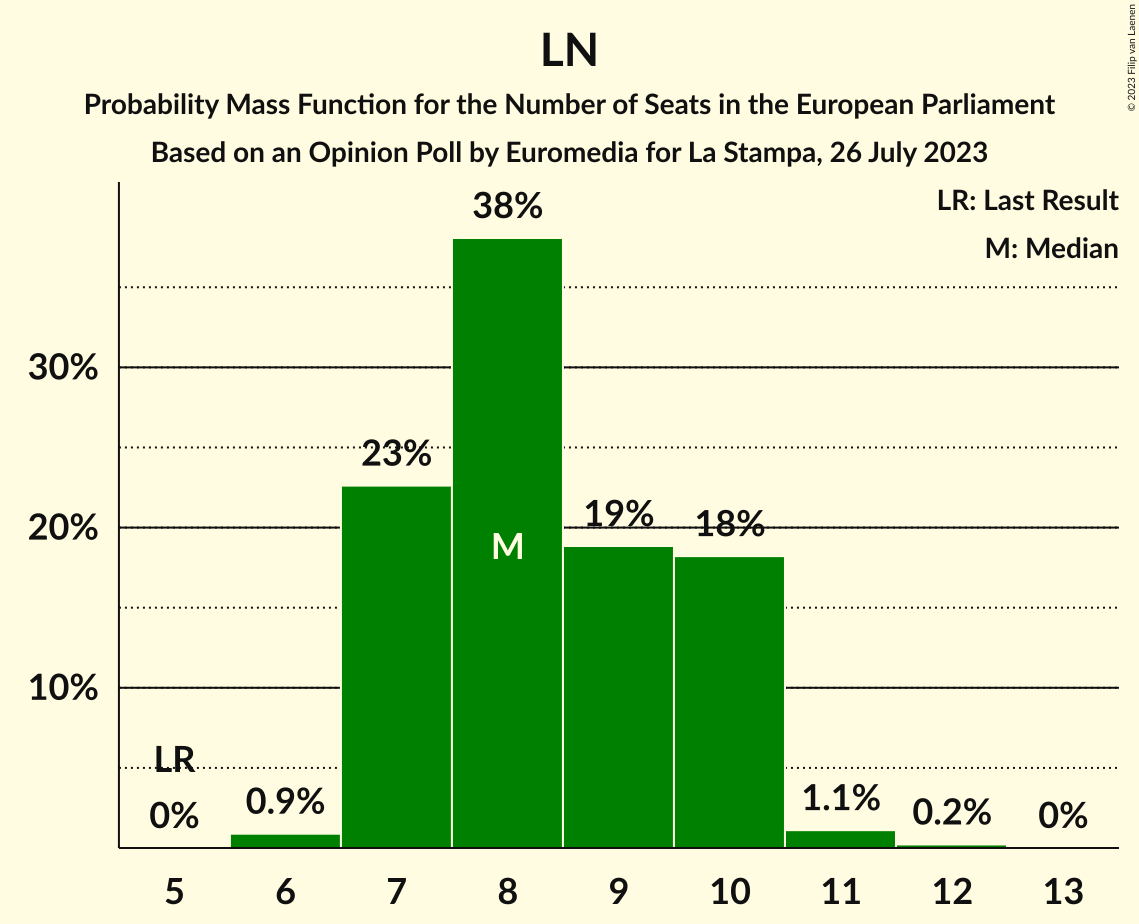 LN
Probability Mass Function for the Number of Seats in the European Parliament
Based on an Opinion Poll by Euromedia for La Stampa, 26 July 2023
© 2023 Filip van Laenen
LR: Last Result
M: Median
38%
30%
23%
20%
19%
18%
M
10%
LR
0%
0.9%
1.1%
0.2%
0%
5 6 7 8 9 10 11 12 13